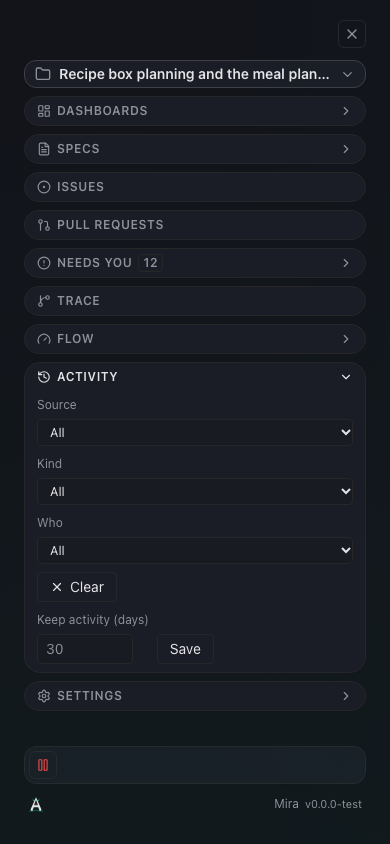 Recipe box planning and the meal plan...
DASHBOARDS
SPECS
ISSUES
PULL REQUESTS
NEEDS YOU 12
TRACE
FLOW
ACTIVITY
Source
All
Kind
All
Who
All
Clear
Keep activity (days)
30 Save
SETTINGS
Mira v0.0.0-test